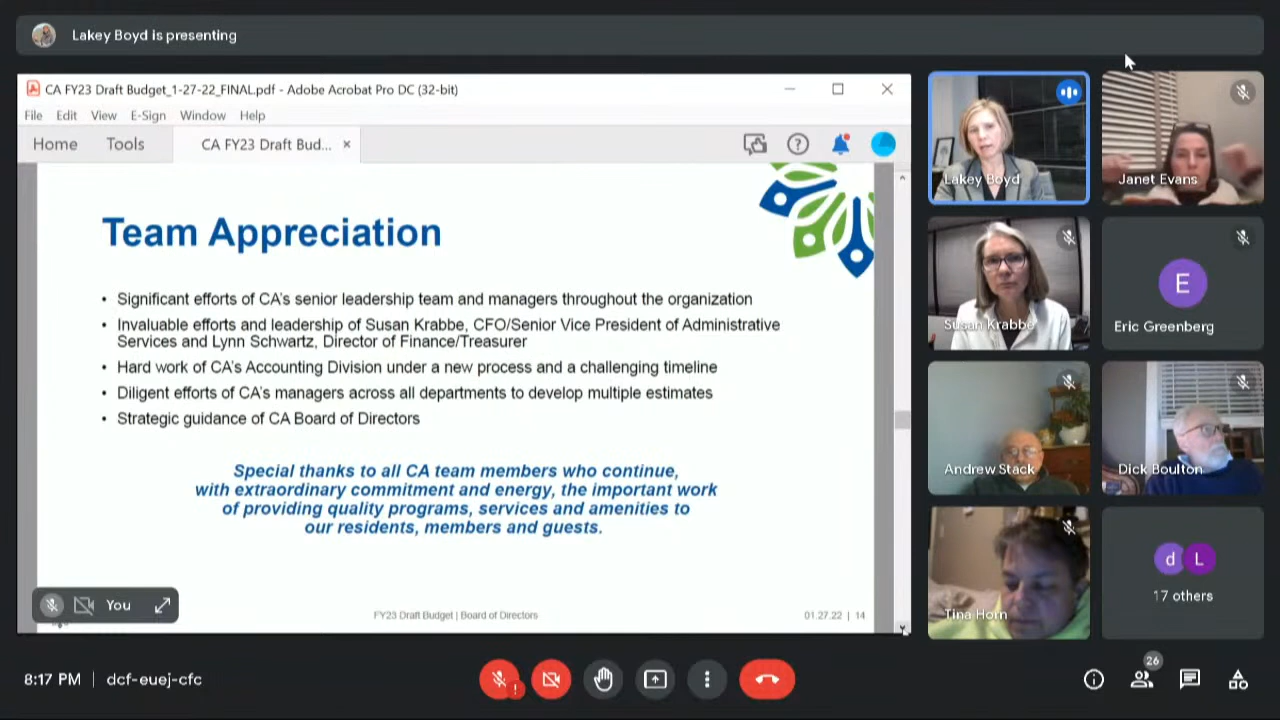 Lakey Boyd is presenting
CA FY23 Draft Budget_1-27-22_FINAL.pdf - Adobe Acrobat Pro DC (32-bit)
File Edit View E-Sign Window Help
Home Tools CA FY23 Draft Bud... ×
Team Appreciation
• Significant efforts of CA's senior leadership team and managers throughout the organization
• Invaluable efforts and leadership of Susan Krabbe, CFO/Senior Vice President of Administrative
Services and Lynn Schwartz, Director of Finance/Treasurer
• Hard work of CA's Accounting Division under a new process and a challenging timeline
• Diligent efforts of CA's managers across all departments to develop multiple estimates
• Strategic guidance of CA Board of Directors
Special thanks to all CA team members who continue,
with extraordinary commitment and energy, the important work
of providing quality programs, services and amenities to
our residents, members and guests.
FY23 Draft Budget | Board of Directors
01.27.22 | 14
You
Lakey Boyd
Janet Evans
Susan Krabbe
E
Eric Greenberg
Andrew Stack
Dick Boulton
Tina Horn
d L
17 others
8:17 PM | dcf-euej-cfc
26